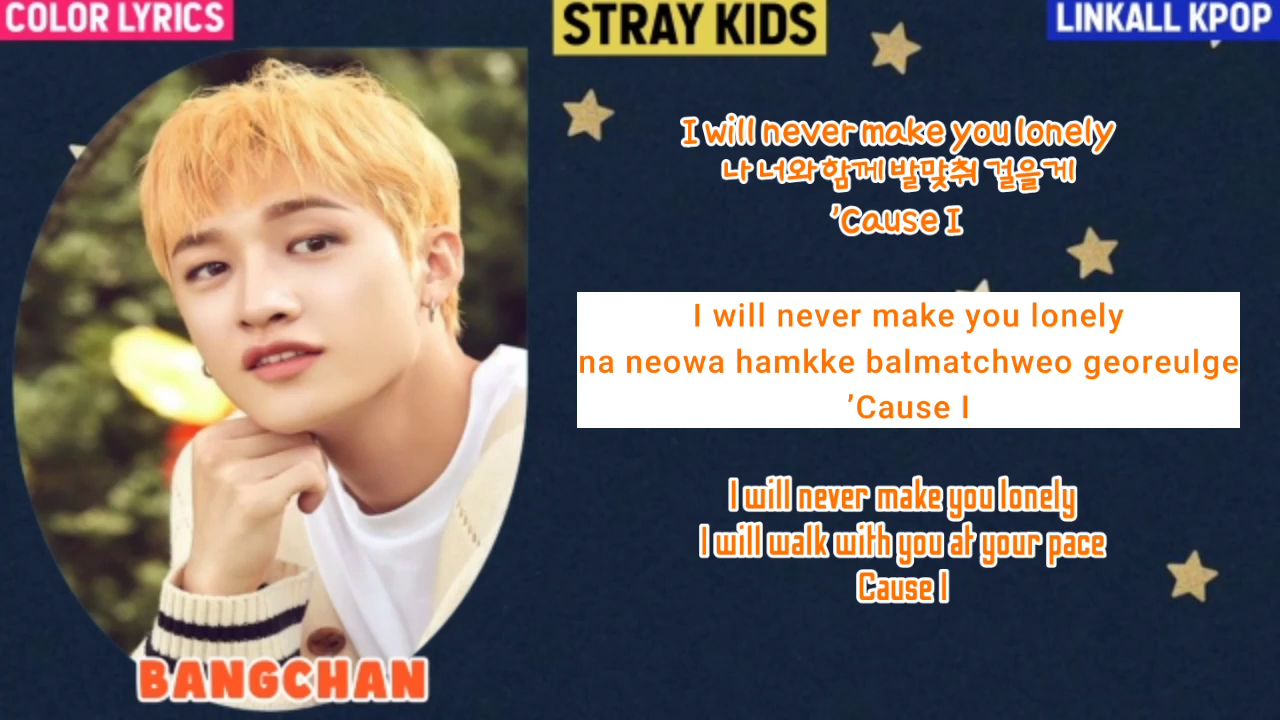 COLOR LYRICS
STRAY KIDS
LINKALL KPOP
I will never make you lonely
나 너와 함께 발맞춰 걸을게
’Cause I
I will never make you lonely
na neowa hamkke balmatchweo georeulge
’Cause I
I will never make you lonely
I will walk with you at your pace
Cause I
BANGCHAN